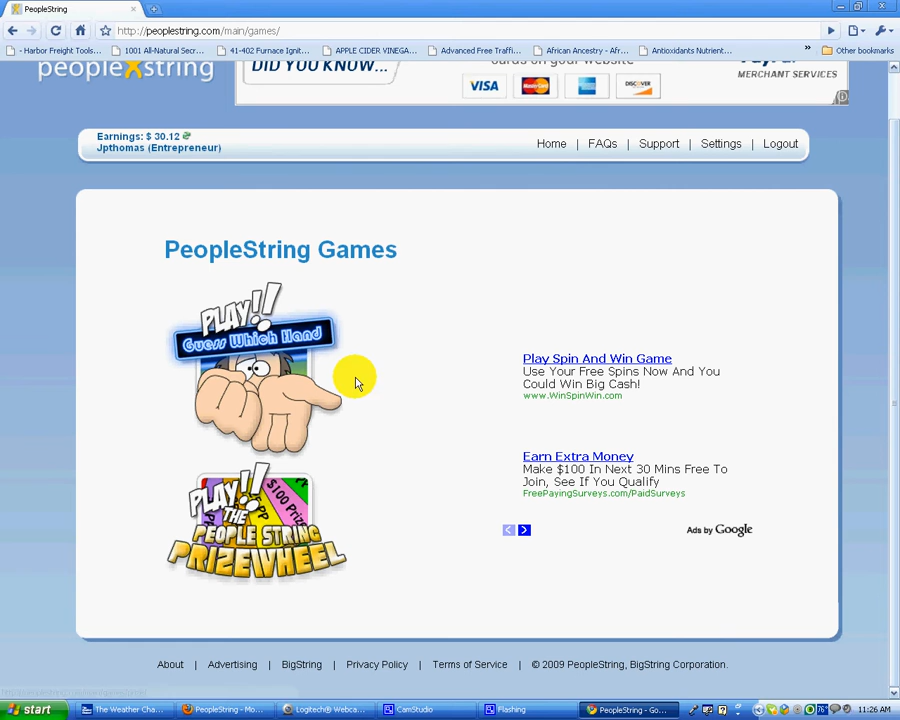 PeopleString
http://peoplestring.com/main/games/
- Harbor Freight Tools...
1001 All-Natural Secr...
41-402 Furnace Ignit...
APPLE CIDER VINEGA...
Advanced Free Traffi...
African Ancestry - Afr...
Antioxidants Nutrient...
»
Other bookmarks
peopleXstring
DID YOU KNOW...
VISA
MasterCard
DISCOVER
MERCHANT SERVICES
Earnings: $ 30.12
Jpthomas (Entrepreneur)
Home | FAQs | Support | Settings | Logout
PeopleString Games
PLAY!!
Guess Which Hand
Play Spin And Win Game
Use Your Free Spins Now And You
Could Win Big Cash!
www.WinSpinWin.com
Earn Extra Money
Make $100 In Next 30 Mins Free To
Join, See If You Qualify
FreePayingSurveys.com/PaidSurveys
< >
Ads by Google
PLAY!!
THE
PEOPLE STRING
PRIZEWHEEL
$100 Prize
PP
About | Advertising | BigString | Privacy Policy | Terms of Service | © 2009 PeopleString, BigString Corporation.
start
The Weather Cha...
PeopleString - Mo...
Logitech® Webca...
CamStudio
Flashing
PeopleString - Go...
76°
11:26 AM